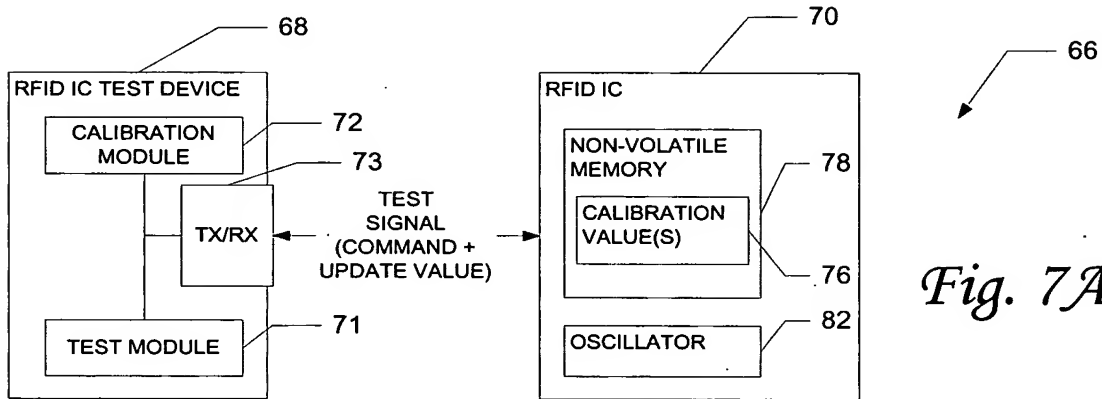 68
70
66
RFID IC TEST DEVICE
CALIBRATION
MODULE
72
73
TX/RX
TEST MODULE
71
TEST
SIGNAL
(COMMAND +
UPDATE VALUE)
RFID IC
NON-VOLATILE
MEMORY
78
CALIBRATION
VALUE(S)
76
OSCILLATOR
82
Fig. 7A